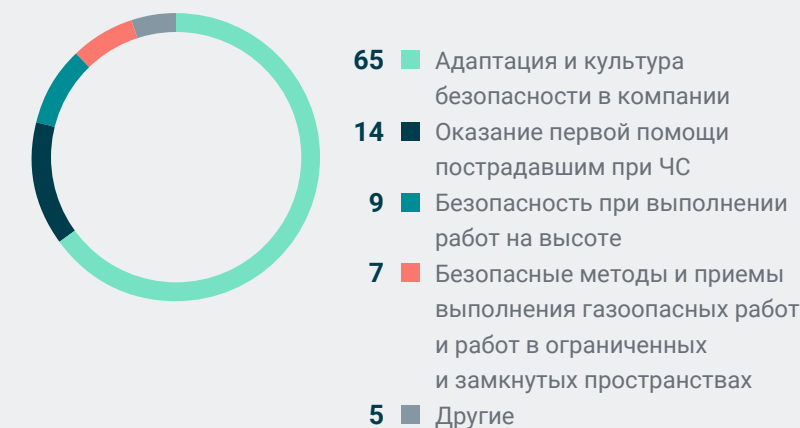 65 Адаптация и культура
безопасности в компании
14 Оказание первой помощи
пострадавшим при ЧС
9 Безопасность при выполнении
работ на высоте
7 Безопасные методы и приемы
выполнения газоопасных работ
и работ в ограниченных
и замкнутых пространствах
5 Другие